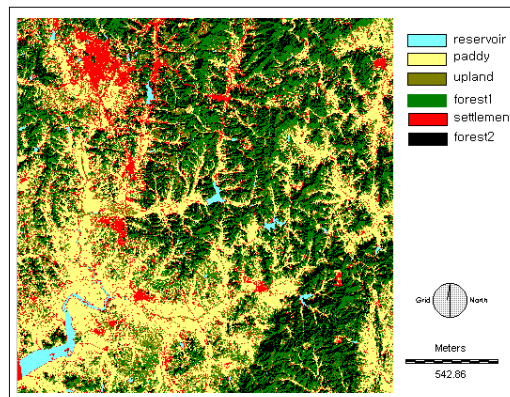 reservoir
paddy
upland
forest1
settlemen
forest2
Grid North
Meters
542.86